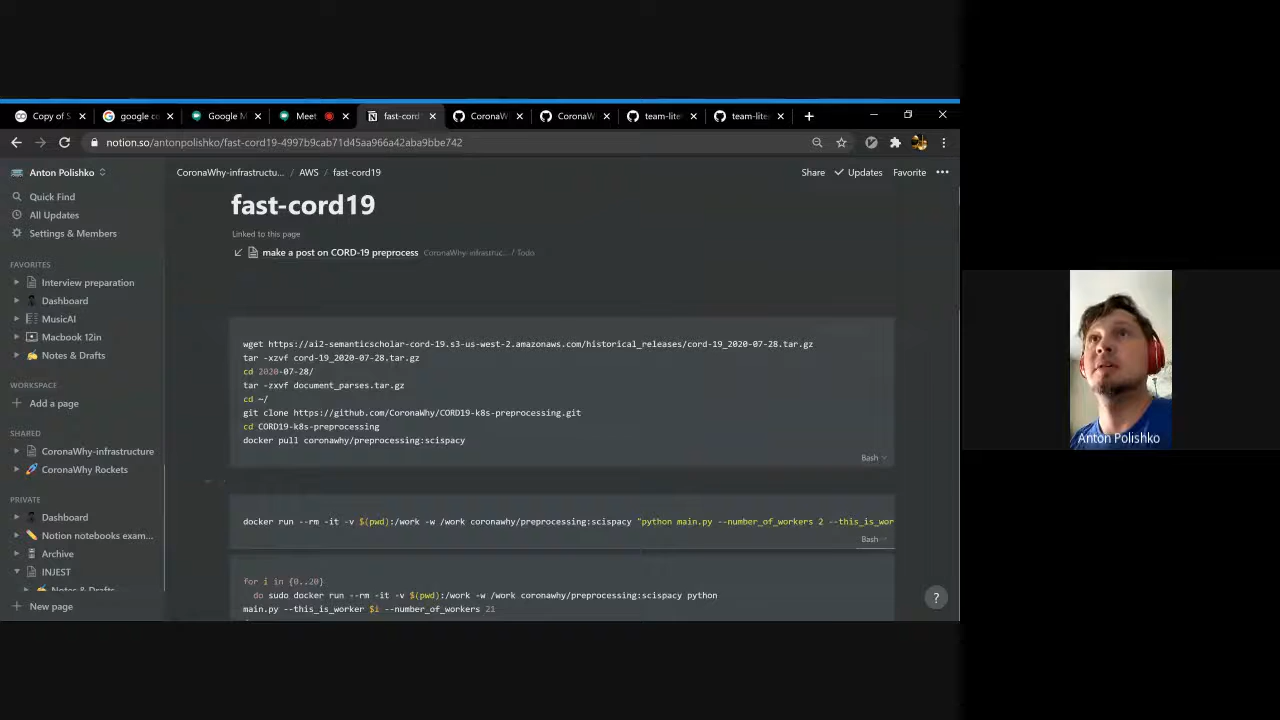 Copy of S
google co
Google M
Meet
fast-cord
CoronaW
CoronaW
team-lite
team-lite
notion.so/antonpolishko/fast-cord19-4997b9cab71d45aa966a42aba9bbe742
Anton Polishko
CoronaWhy-infrastructu... / AWS / fast-cord19
Share
Updates
Favorite
Quick Find
All Updates
Settings & Members
FAVORITES
Interview preparation
Dashboard
MusicAI
Macbook 12in
Notes & Drafts
WORKSPACE
Add a page
SHARED
CoronaWhy-infrastructure
CoronaWhy Rockets
PRIVATE
Dashboard
Notion notebooks exam...
Archive
INJEST
Notes & Drafts
New page
fast-cord19
Linked to this page
make a post on CORD-19 preprocess CoronaWhy-infrastruc... / Todo
wget https://ai2-semanticscholar-cord-19.s3-us-west-2.amazonaws.com/historical_releases/cord-19_2020-07-28.tar.gz
tar -xzvf cord-19_2020-07-28.tar.gz
cd 2020-07-28/
tar -zxvf document_parses.tar.gz
cd ~/
git clone https://github.com/CoronaWhy/CORD19-k8s-preprocessing.git
cd CORD19-k8s-preprocessing
docker pull coronawhy/preprocessing:scispacy
Bash
docker run --rm -it -v $(pwd):/work -w /work coronawhy/preprocessing:scispacy "python main.py --number_of_workers 2 --this_is_wor
Bash
for i in {0..20}
do sudo docker run --rm -it -v $(pwd):/work -w /work coronawhy/preprocessing:scispacy python
main.py --this_is_worker $i --number_of_workers 21
?
Anton Polishko